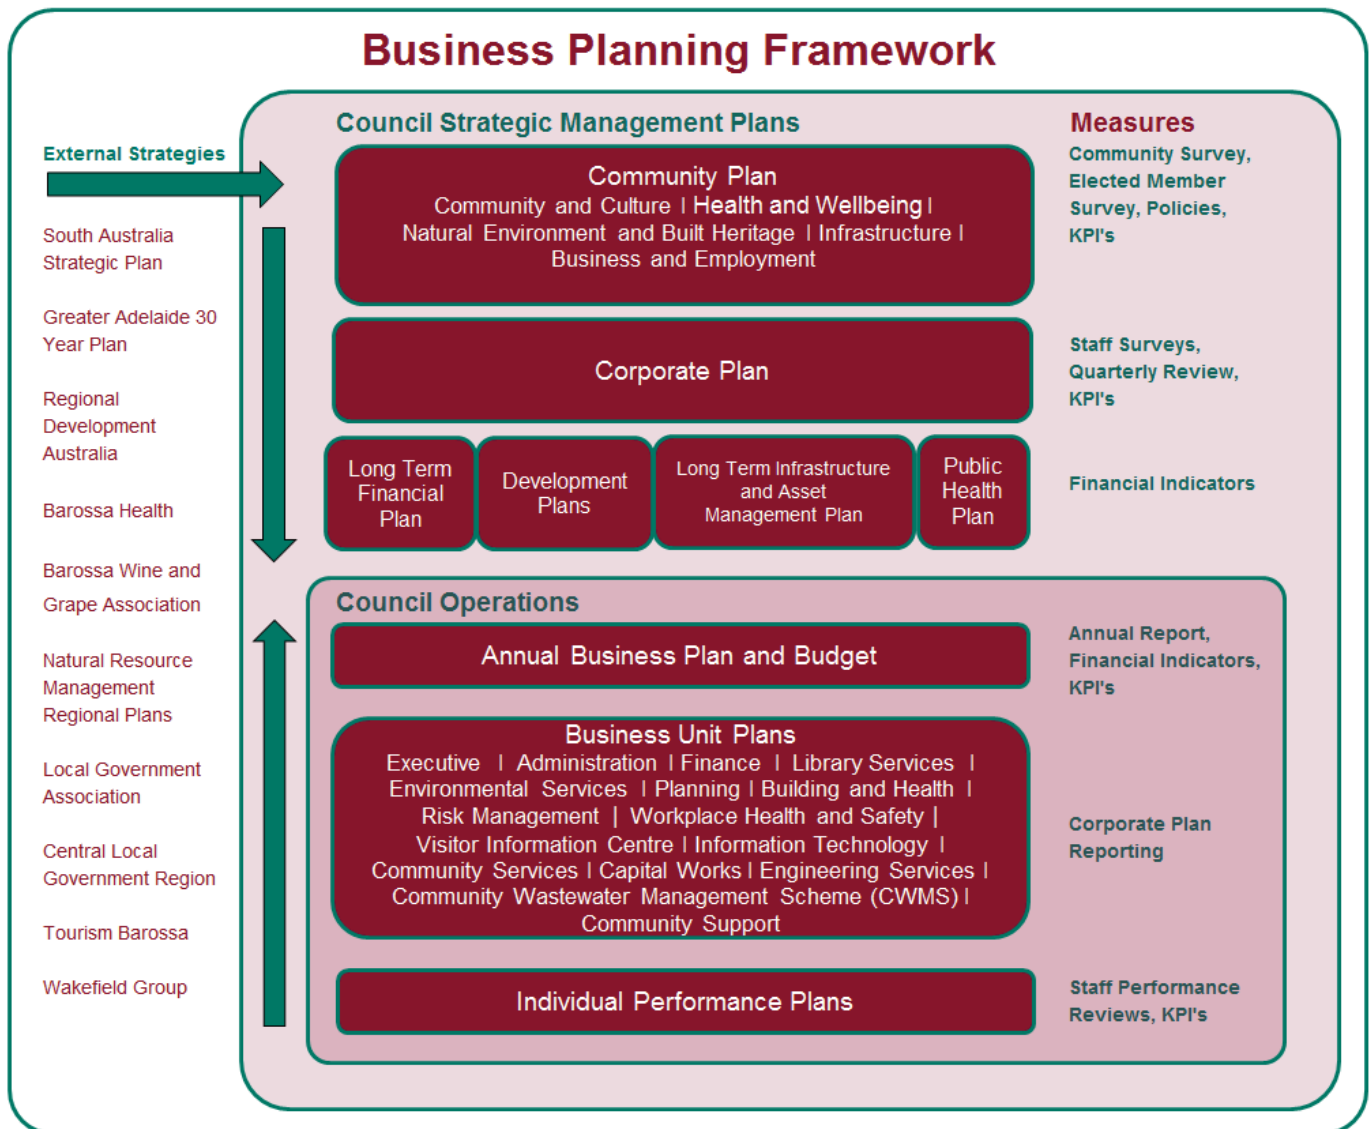 Business Planning Framework
External Strategies
South Australia
Strategic Plan
Greater Adelaide 30
Year Plan
Regional
Development
Australia
Barossa Health
Barossa Wine and
Grape Association
Natural Resource
Management
Regional Plans
Local Government
Association
Central Local
Government Region
Tourism Barossa
Wakefield Group
Council Strategic Management Plans
Community Plan
Community and Culture | Health and Wellbeing |
Natural Environment and Built Heritage | Infrastructure |
Business and Employment
Corporate Plan
Long Term
Financial
Plan
Development
Plans
Long Term Infrastructure
and Asset
Management Plan
Public
Health
Plan
Council Operations
Annual Business Plan and Budget
Business Unit Plans
Executive | Administration | Finance | Library Services |
Environmental Services | Planning | Building and Health |
Risk Management | Workplace Health and Safety |
Visitor Information Centre | Information Technology |
Community Services | Capital Works | Engineering Services |
Community Wastewater Management Scheme (CWMS) |
Community Support
Individual Performance Plans
Measures
Community Survey,
Elected Member
Survey, Policies,
KPI's
Staff Surveys,
Quarterly Review,
KPI's
Financial Indicators
Annual Report,
Financial Indicators,
KPI's
Corporate Plan
Reporting
Staff Performance
Reviews, KPI's